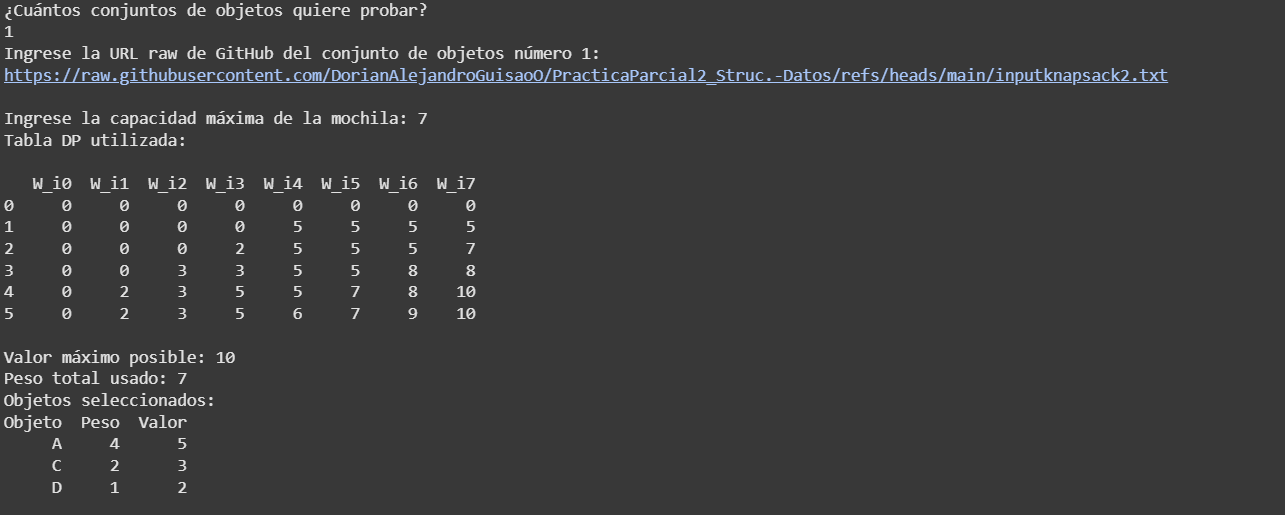 ¿Cuántos conjuntos de objetos quiere probar?
1
Ingrese la URL raw de GitHub del conjunto de objetos número 1:
https://raw.githubusercontent.com/DorianAlejandroGuisaoO/PracticaParcial2_Struc.-Datos/refs/heads/main/inputknapsack2.txt
Ingrese la capacidad máxima de la mochila: 7
Tabla DP utilizada:
W_i0 W_i1 W_i2 W_i3 W_i4 W_i5 W_i6 W_i7
0 0 0 0 0 0 0 0 0
1 0 0 0 0 5 5 5 5
2 0 0 0 2 5 5 5 7
3 0 0 3 3 5 5 8 8
4 0 2 3 5 5 7 8 10
5 0 2 3 5 6 7 9 10
Valor máximo posible: 10
Peso total usado: 7
Objetos seleccionados:
Objeto Peso Valor
A 4 5
C 2 3
D 1 2